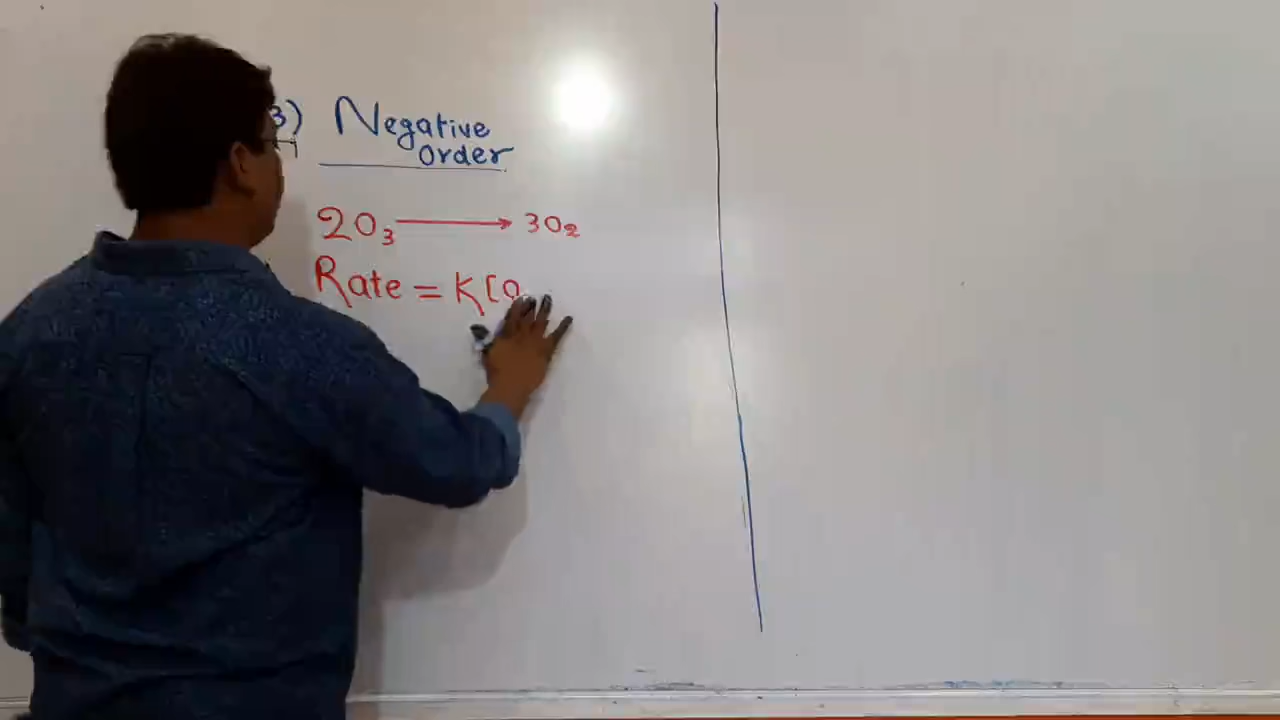 3) Negative
Order
2O₃ ⟶ 3O₂
Rate = K[O